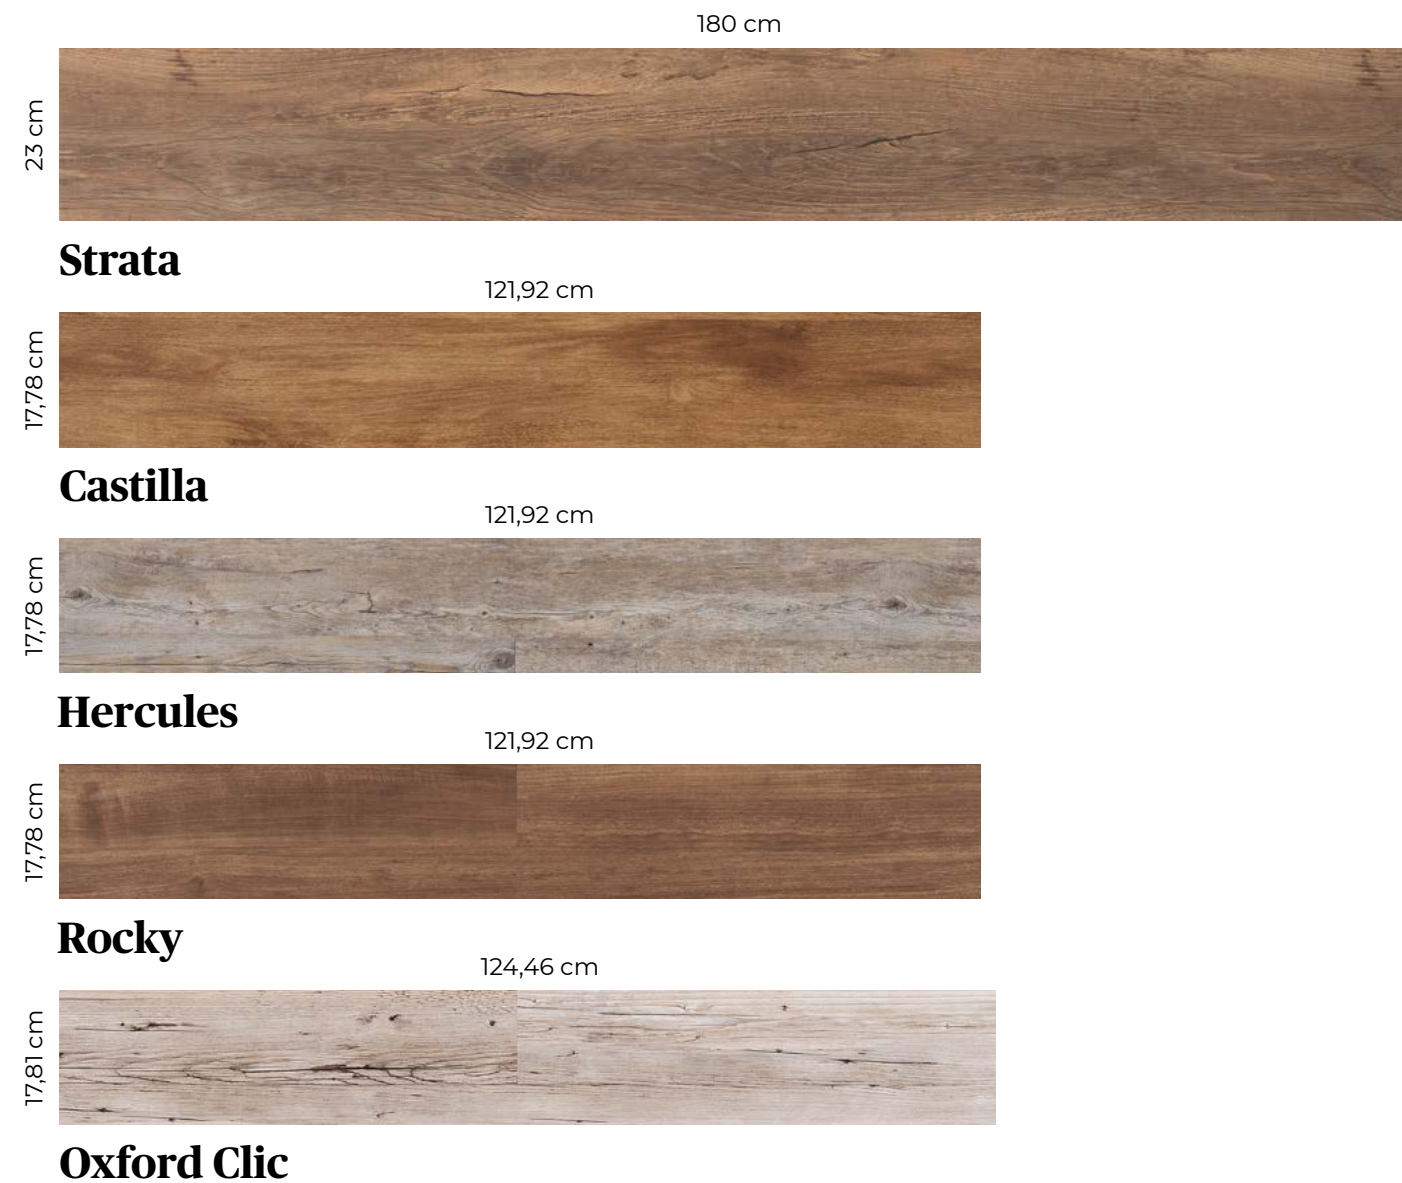 180 cm
23 cm
Strata
121,92 cm
17,78 cm
Castilla
121,92 cm
17,78 cm
Hercules
121,92 cm
17,78 cm
Rocky
124,46 cm
17,81 cm
Oxford Clic